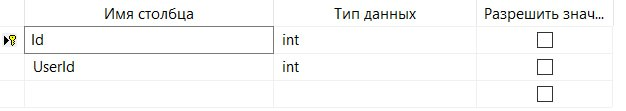 Имя столбца Тип данных Разрешить знач...
Id int
UserId int